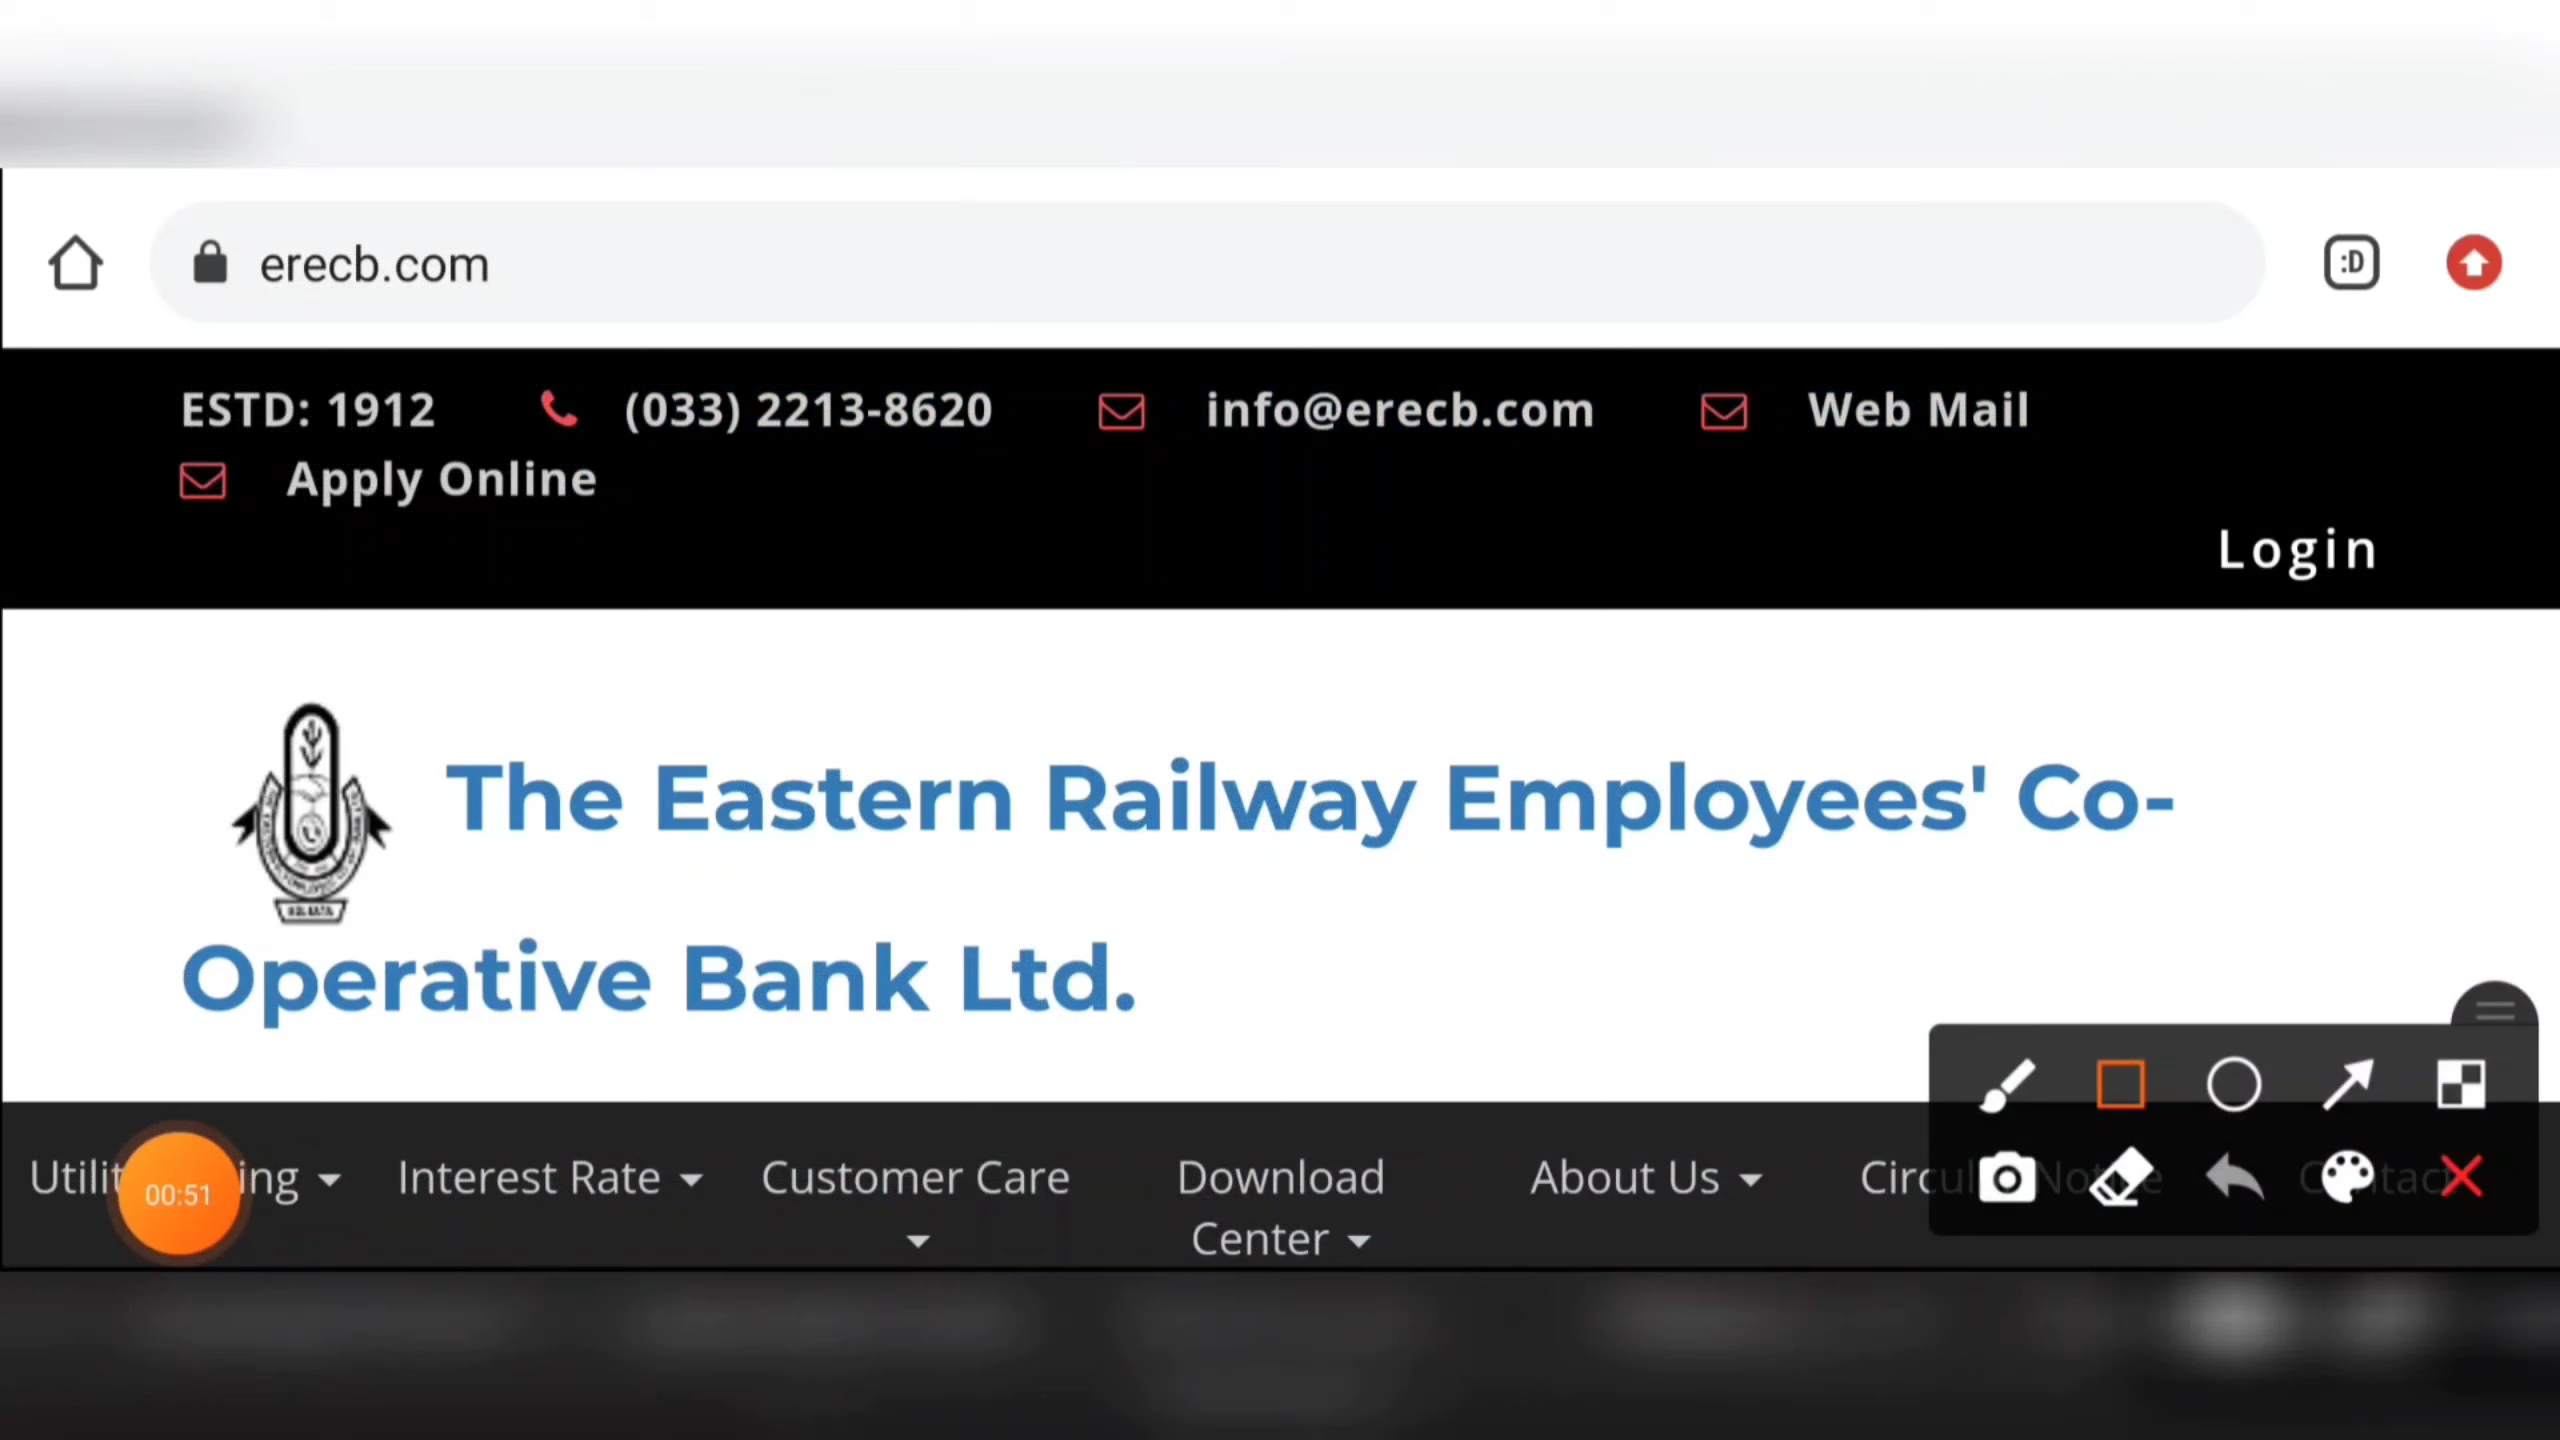 erecb.com
:D
ESTD: 1912 (033) 2213-8620 info@erecb.com Web Mail
Apply Online
Login
The Eastern Railway Employees' Co-
Operative Bank Ltd.
00:51
Interest Rate Customer Care Download About Us
Center